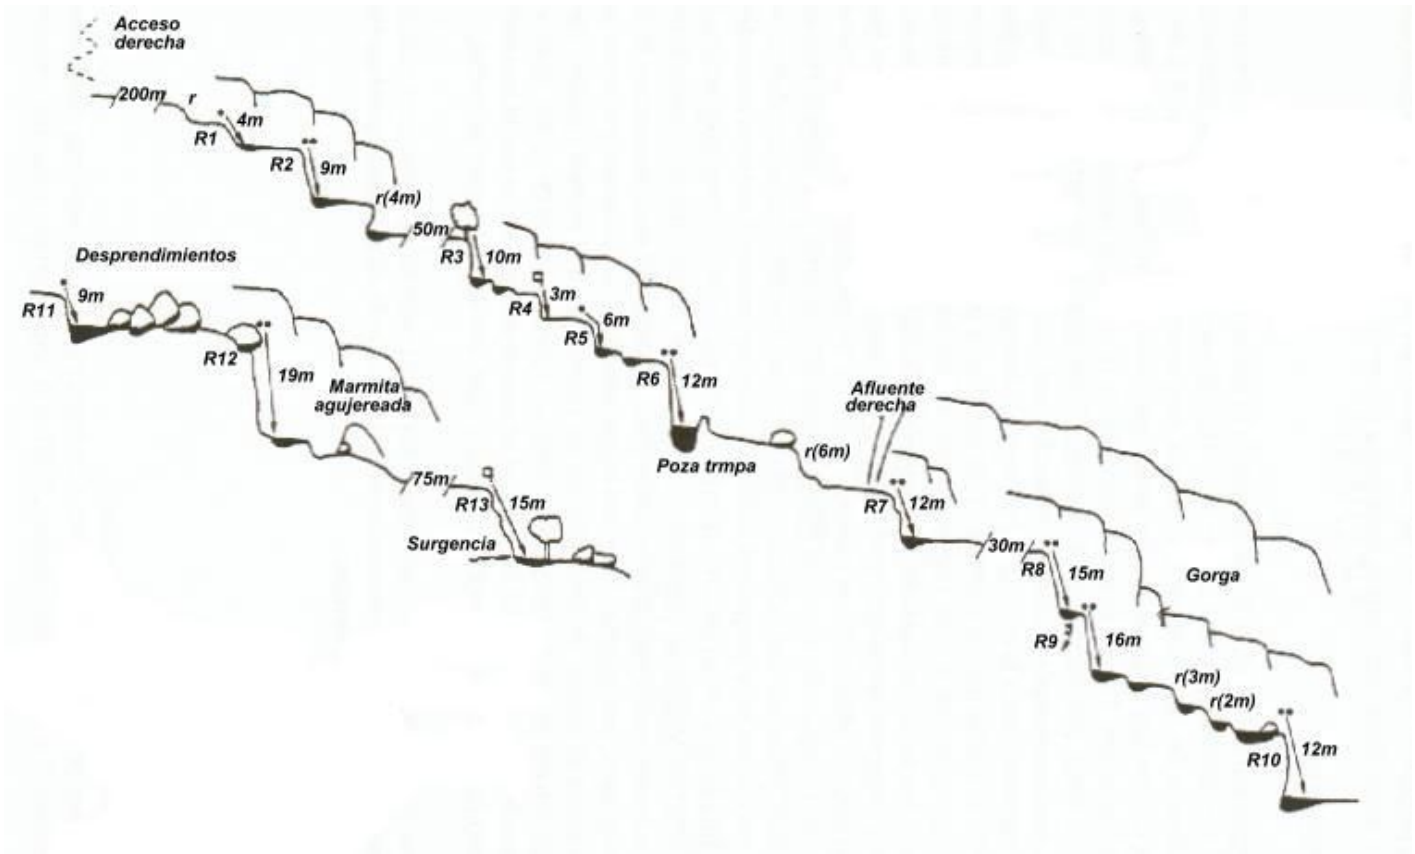 Acceso
derecha
200m
r
R1
4m
R2
9m
r(4m)
50m
R3
10m
R4
3m
R5
6m
R6
12m
Poza trmpa
r(6m)
Afluente
derecha
R7
12m
30m
R8
15m
Gorga
R9
16m
r(3m)
r(2m)
R10
12m
Desprendimientos
R11
9m
R12
19m
Marmita
agujereada
75m
R13
15m
Surgencia